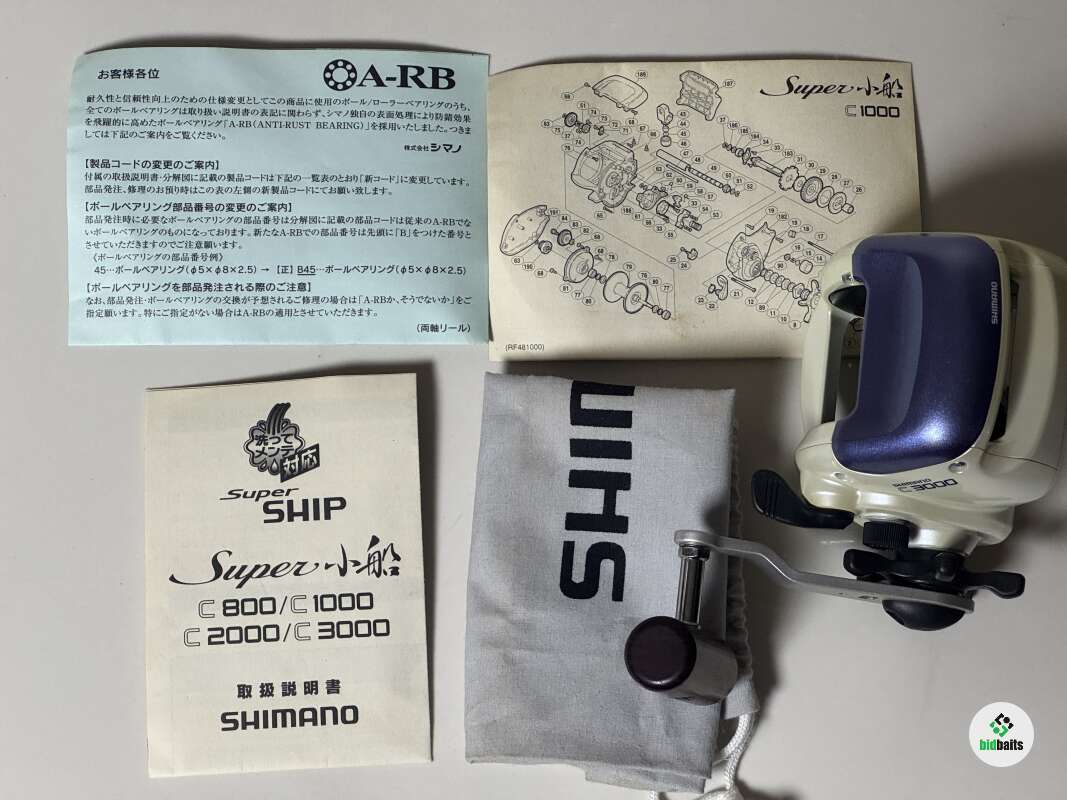 お客様各位
A-RB
耐久性と信頼性向上のための仕様変更としてこの商品に使用のボール/ローラーベアリングのうち、
全てのボールベアリングは取り扱い説明書の表記に関わらず、シマノ独自の表面処理により防錆効果
を飛躍的に高めたボールベアリング「A-RB(ANTI-RUST BEARING)」を採用いたしました。つきま
しては下記のご案内をご覧ください。
株式会社シマノ
【製品コードの変更のご案内】
付属の取扱説明書・分解図に記載の製品コードは下記の一覧表のとおり「新コード」に変更しています。
部品発注、修理のお預り時はこの表の左側の新製品コードにてお願い致します。
【ボールベアリング部品番号の変更のご案内】
部品発注時に必要なボールベアリングの部品番号は分解図に記載の部品コードは従来のA-RBでな
いボールベアリングのものになっております。新たなA-RBでの部品番号は先頭に「B」をつけた番号と
させていただきますのでご注意願います。
〈ボールベアリングの部品番号例〉
45…ボールベアリング(φ5×φ8×2.5) → 【正】B45…ボールベアリング(φ5×φ8×2.5)
【ボールベアリングを部品発注される際のご注意】
なお、部品発注・ボールベアリングの交換が予想されるご修理の場合は「A-RBか、そうでないか」をご
指定願います。特にご指定がない場合はA-RBの適用とさせていただきます。
(両軸リール)
Super 小船
C 1000
(RF481000)
洗って
メンテ
対応
Super
SHIP
Super 小船
C 800/C 1000
C 2000/C 3000
取扱説明書
SHIMANO
SHIM
SHIMANO
SHIMANO
C 3000
bidbaits